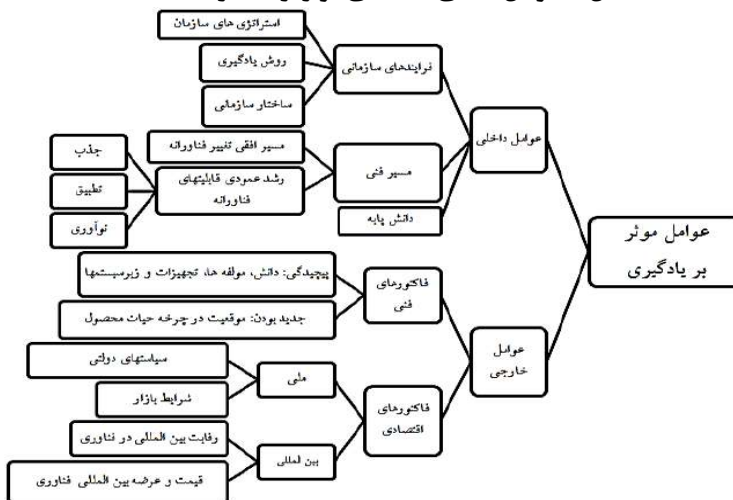 عوامل موثر
بر یادگیری
عوامل داخلی
فرایندهای سازمانی
استراتژی های سازمان
روش یادگیری
ساختار سازمانی
مسیر فنی
مسیر افقی تغییر فناورانه
رشد عمودی قابلیتهای
فناورانه
جذب
تطبیق
نوآوری
دانش پایه
عوامل
خارجی
فاکتورهای
فنی
پیچیدگی: دانش، مولفه ها، تجهیزات و زیرسیستمها
جدید بودن: موقعیت در چرخه حیات محصول
فاکتورهای
اقتصادی
ملی
سیاستهای دولتی
شرایط بازار
بین المللی
رقابت بین المللی در فناوری
قیمت و عرضه بین المللی فناوری